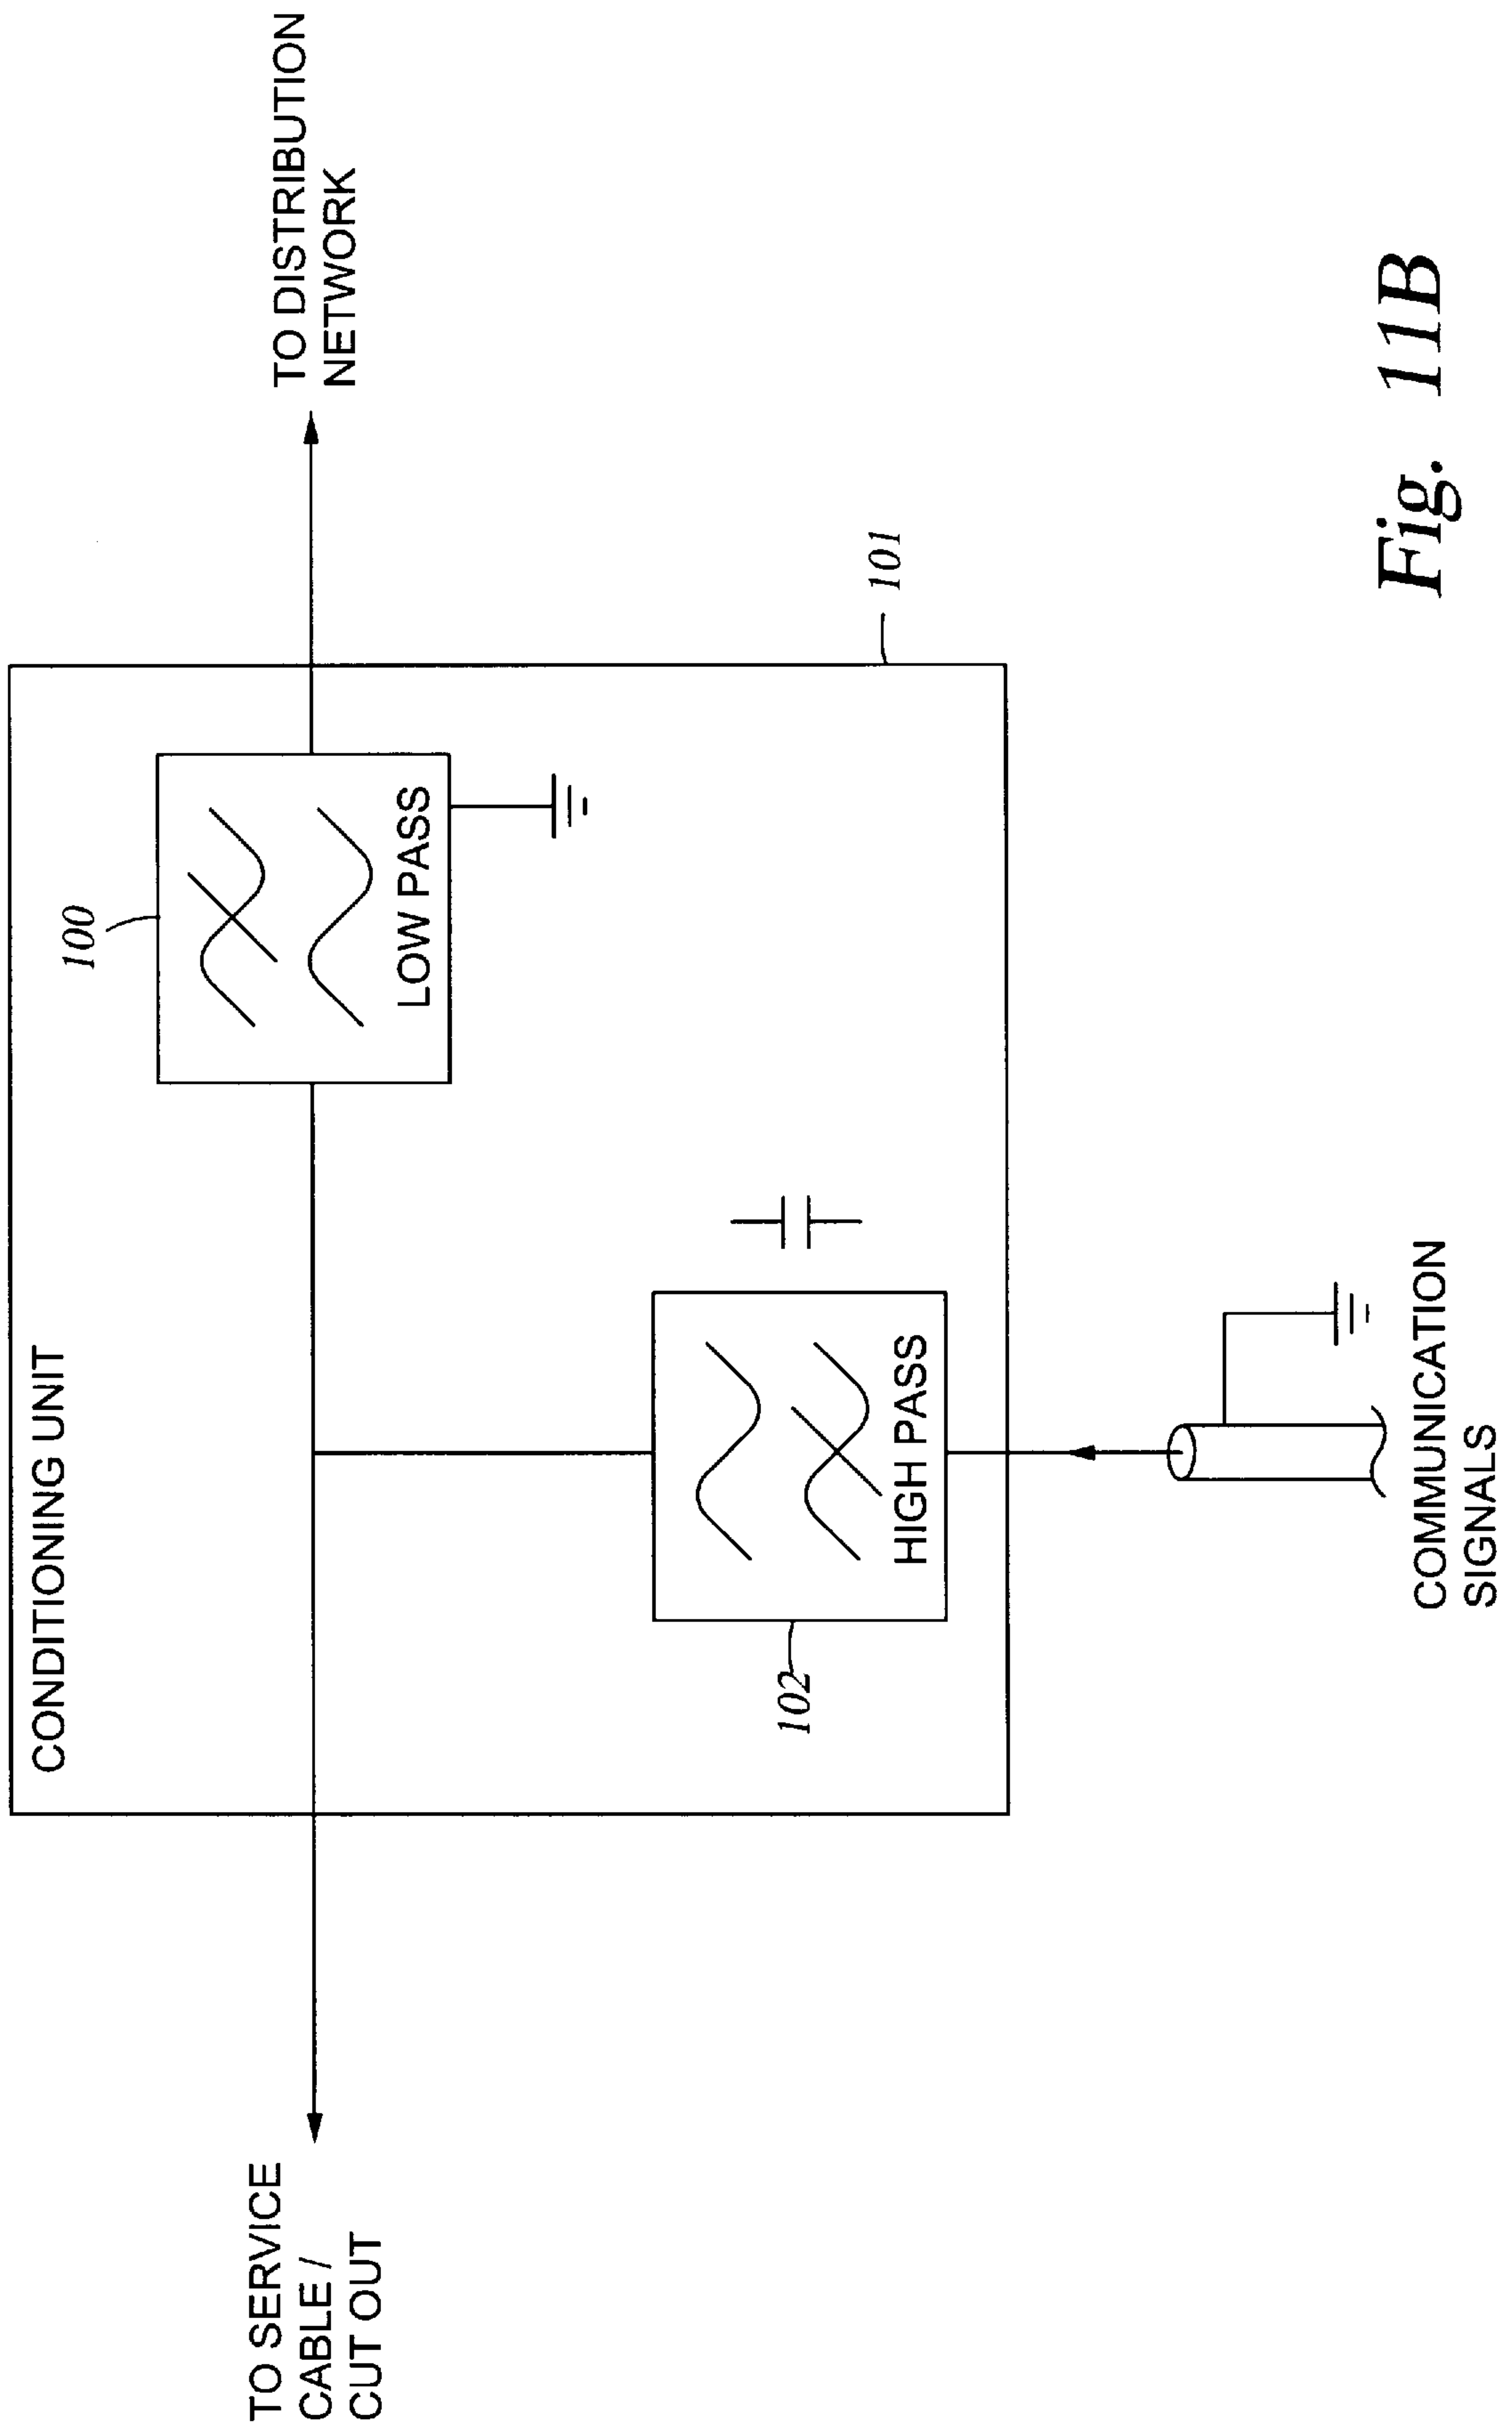 CONDITIONING UNIT
100
LOW PASS
TO DISTRIBUTION
NETWORK
TO SERVICE
CABLE /
CUT OUT
102
HIGH PASS
101
COMMUNICATION
SIGNALS
Fig. 11B